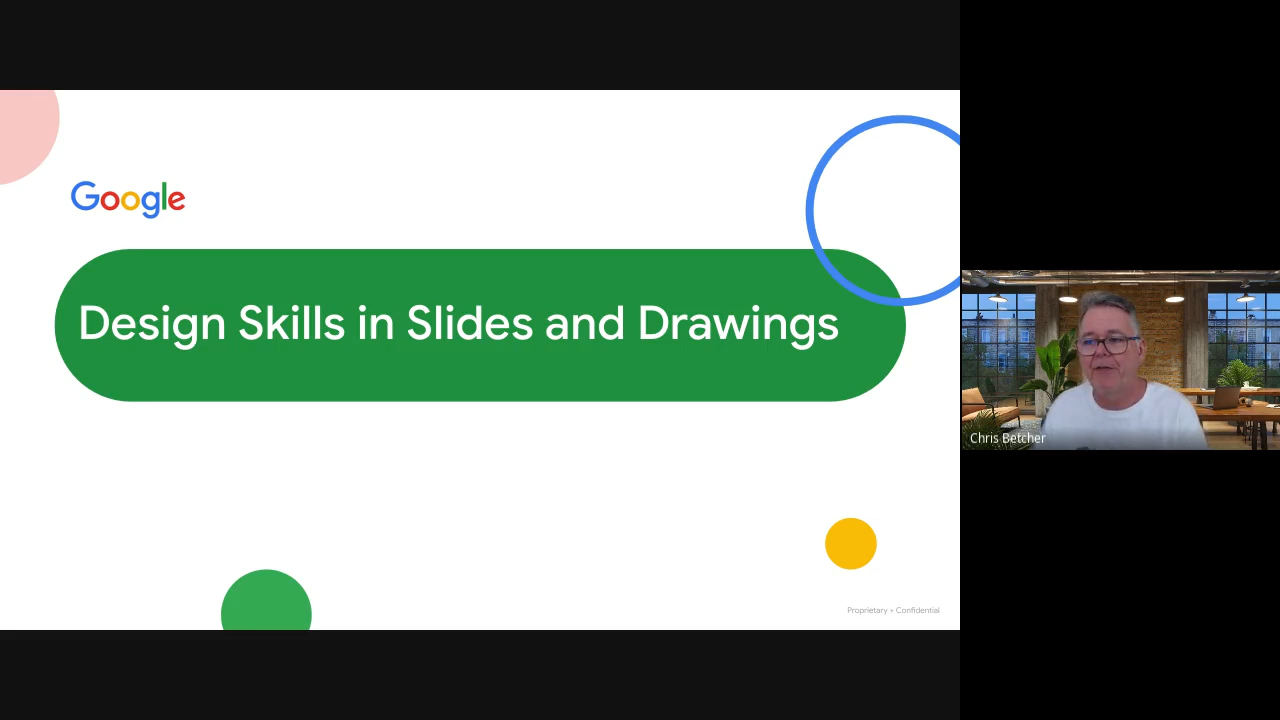 Google
Design Skills in Slides and Drawings
Chris Betcher
Proprietary + Confidential